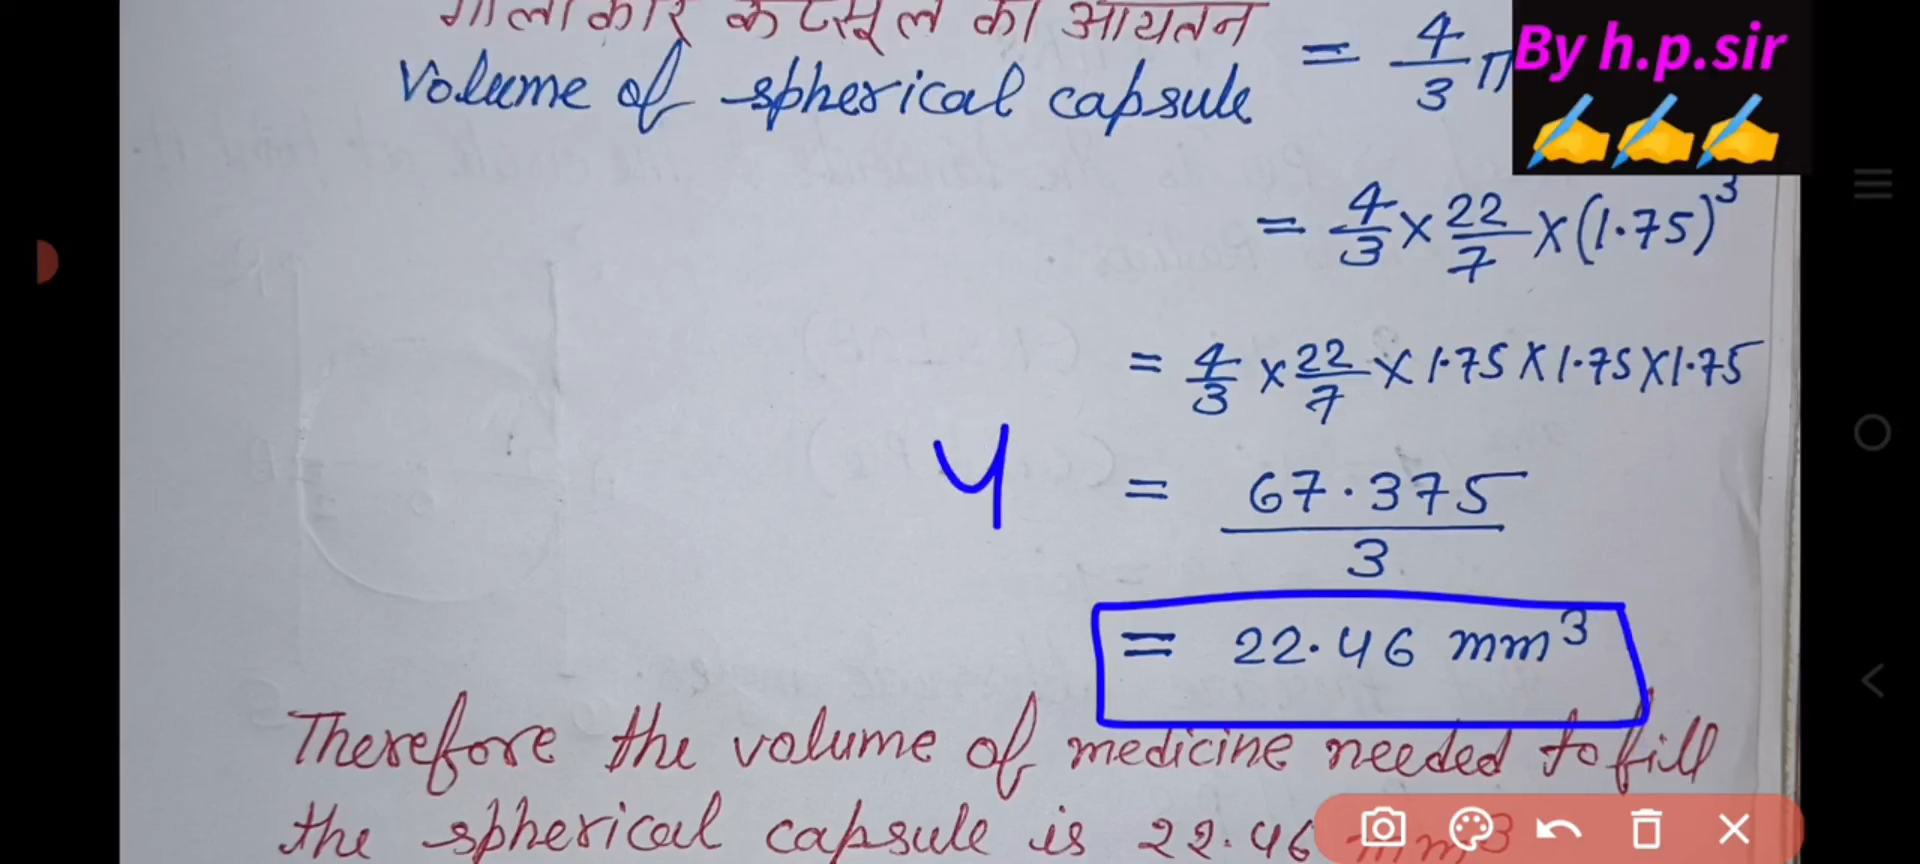 गोलाकार कैप्सूल का आयतन
Volume of spherical capsule = 4/3 π
By h.p.sir
= 4/3 × 22/7 × (1.75)³
= 4/3 × 22/7 × 1.75 × 1.75 × 1.75
= 67.375/3
= 22.46 mm³
Therefore the volume of medicine needed to fill
the spherical capsule is 22.46 mm³